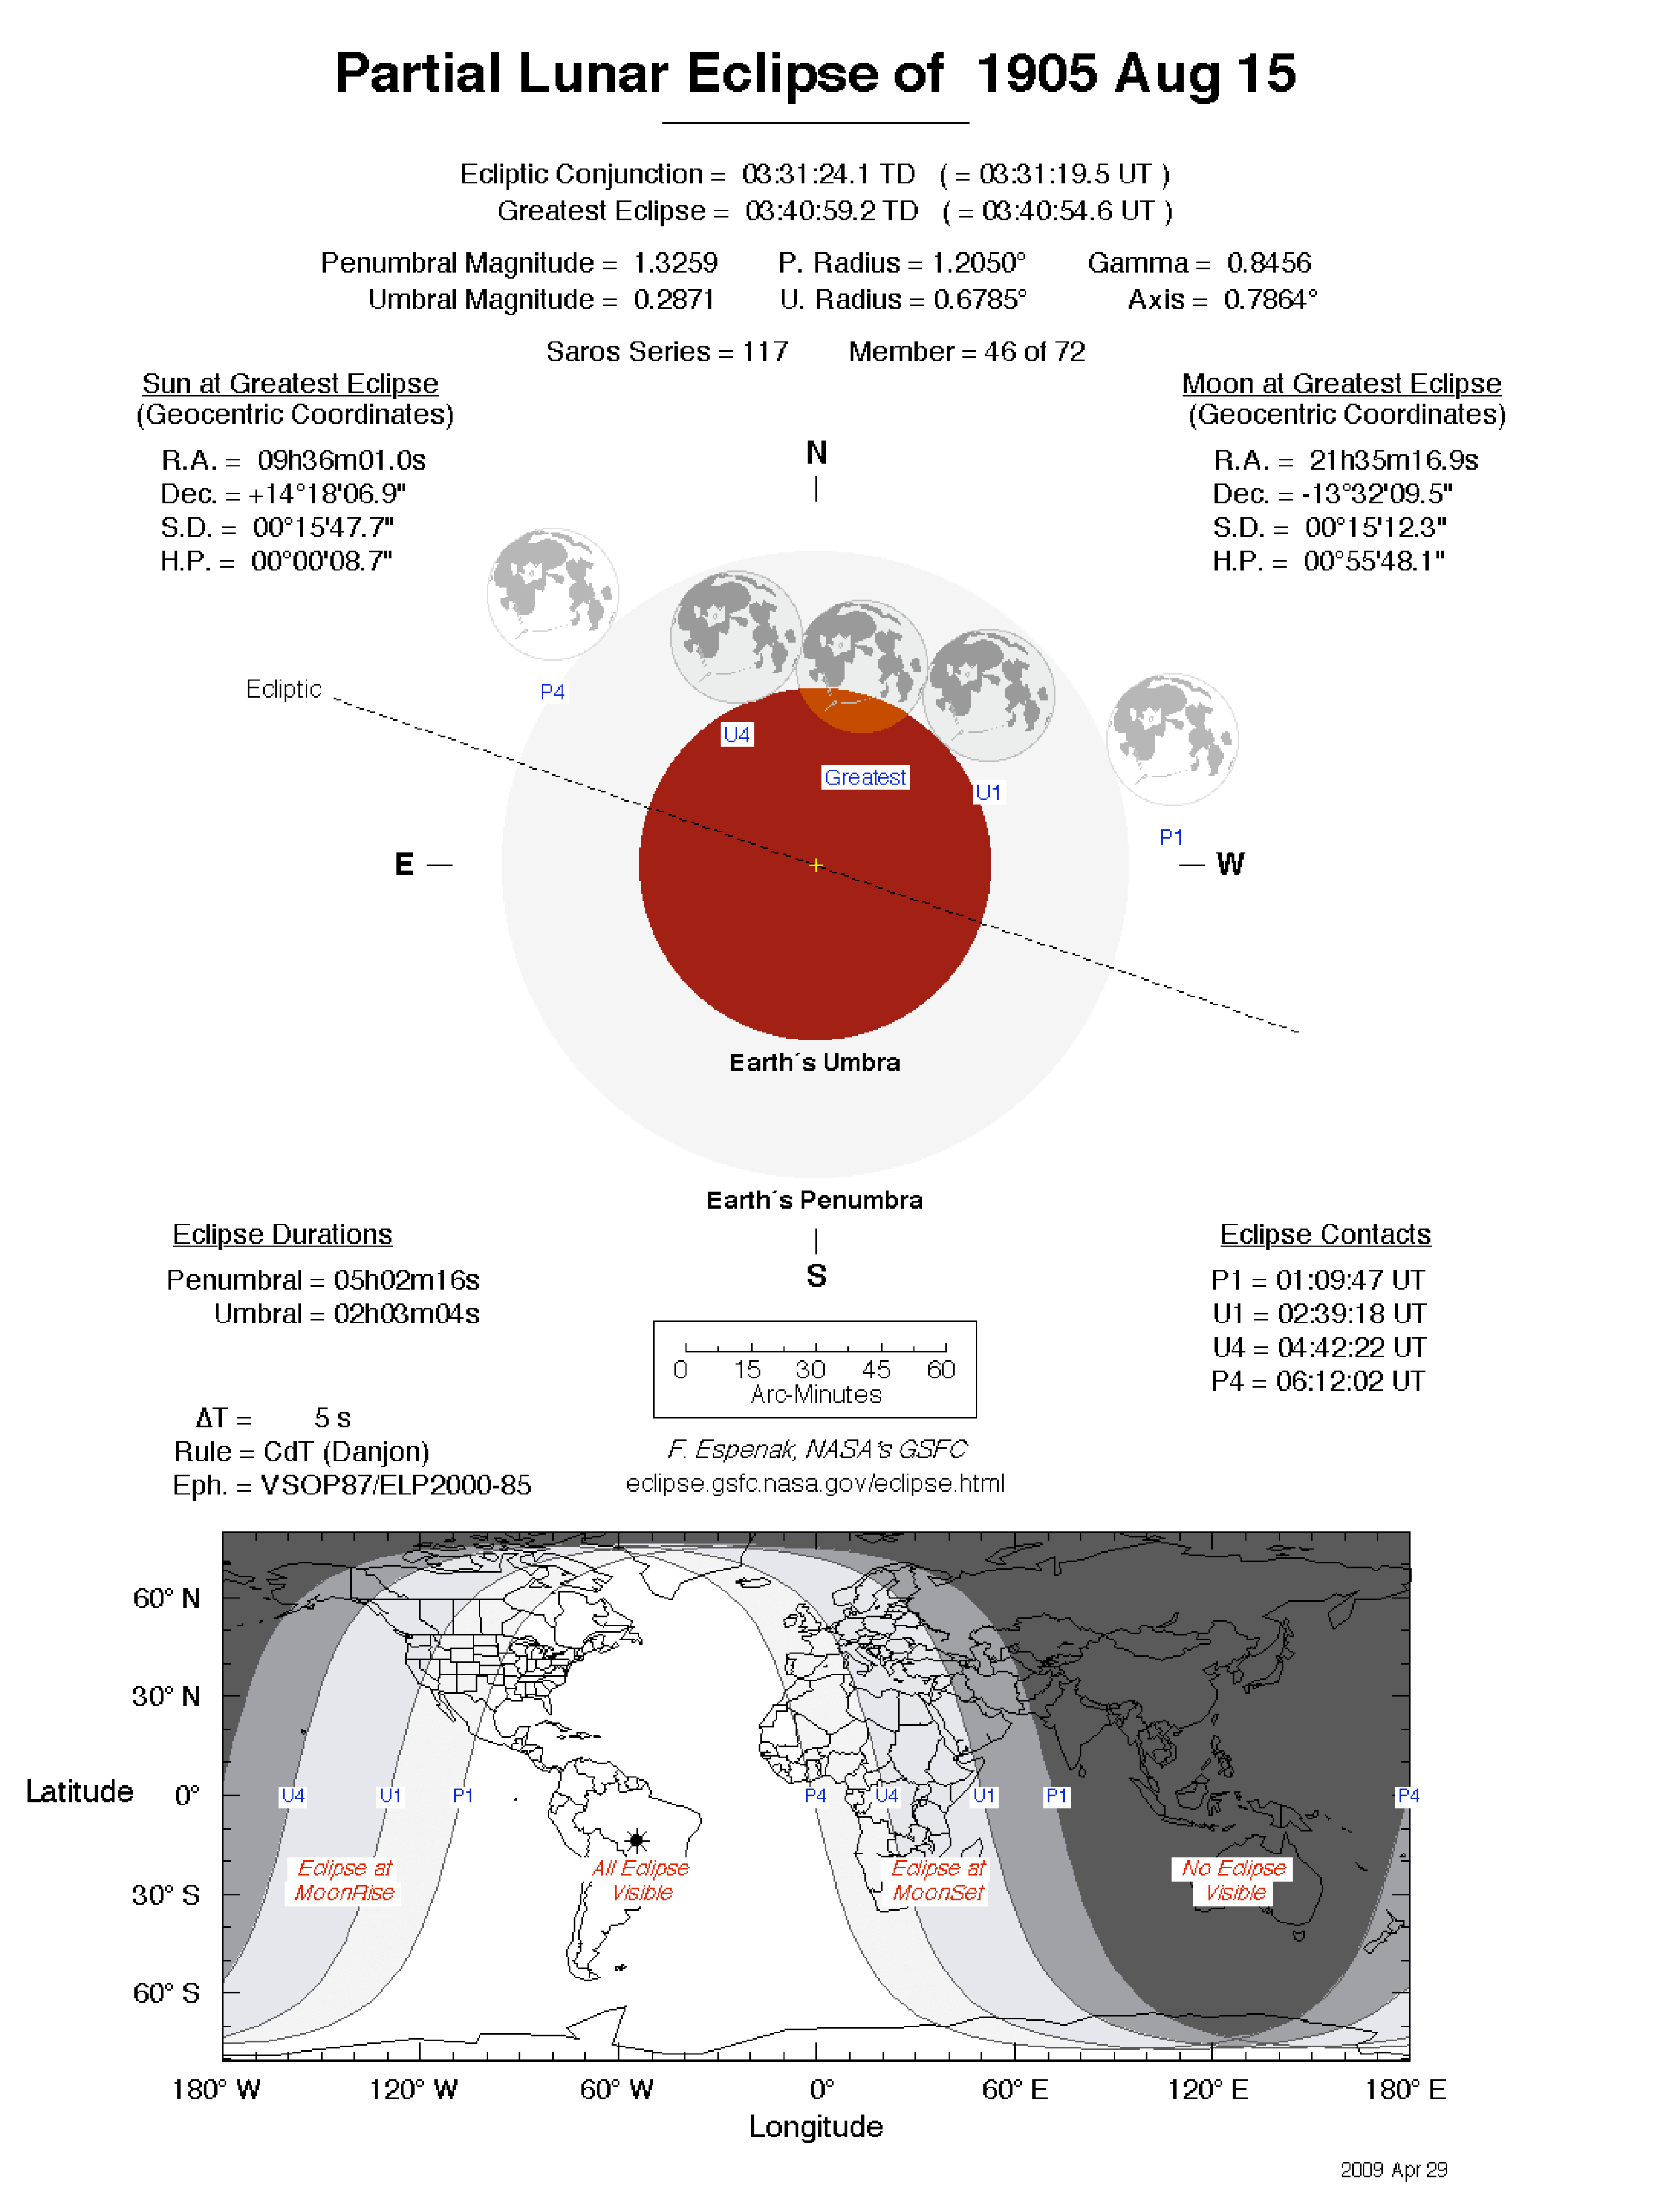 Partial Lunar Eclipse of 1905 Aug 15
Ecliptic Conjunction = 03:31:24.1 TD ( = 03:31:19.5 UT )
Greatest Eclipse = 03:40:59.2 TD ( = 03:40:54.6 UT )
Penumbral Magnitude = 1.3259 P. Radius = 1.2050° Gamma = 0.8456
Umbral Magnitude = 0.2871 U. Radius = 0.6785° Axis = 0.7864°
Saros Series = 117 Member = 46 of 72
Sun at Greatest Eclipse
(Geocentric Coordinates)
R.A. = 09h36m01.0s
Dec. = +14°18'06.9"
S.D. = 00°15'47.7"
H.P. = 00°00'08.7"
Moon at Greatest Eclipse
(Geocentric Coordinates)
R.A. = 21h35m16.9s
Dec. = -13°32'09.5"
S.D. = 00°15'12.3"
H.P. = 00°55'48.1"
N
Ecliptic
P4
U4
Greatest
U1
P1
E
W
Earth´s Umbra
Earth´s Penumbra
S
Eclipse Durations
Penumbral = 05h02m16s
Umbral = 02h03m04s
Eclipse Contacts
P1 = 01:09:47 UT
U1 = 02:39:18 UT
U4 = 04:42:22 UT
P4 = 06:12:02 UT
0 15 30 45 60
Arc-Minutes
ΔT = 5 s
Rule = CdT (Danjon)
Eph. = VSOP87/ELP2000-85
F. Espenak, NASA's GSFC
eclipse.gsfc.nasa.gov/eclipse.html
60° N
30° N
Latitude 0°
30° S
60° S
U4 U1 P1 P4 U4 U1 P1 P4
Eclipse at
MoonRise
All Eclipse
Visible
Eclipse at
MoonSet
No Eclipse
Visible
180° W 120° W 60° W 0° 60° E 120° E 180° E
Longitude
2009 Apr 29